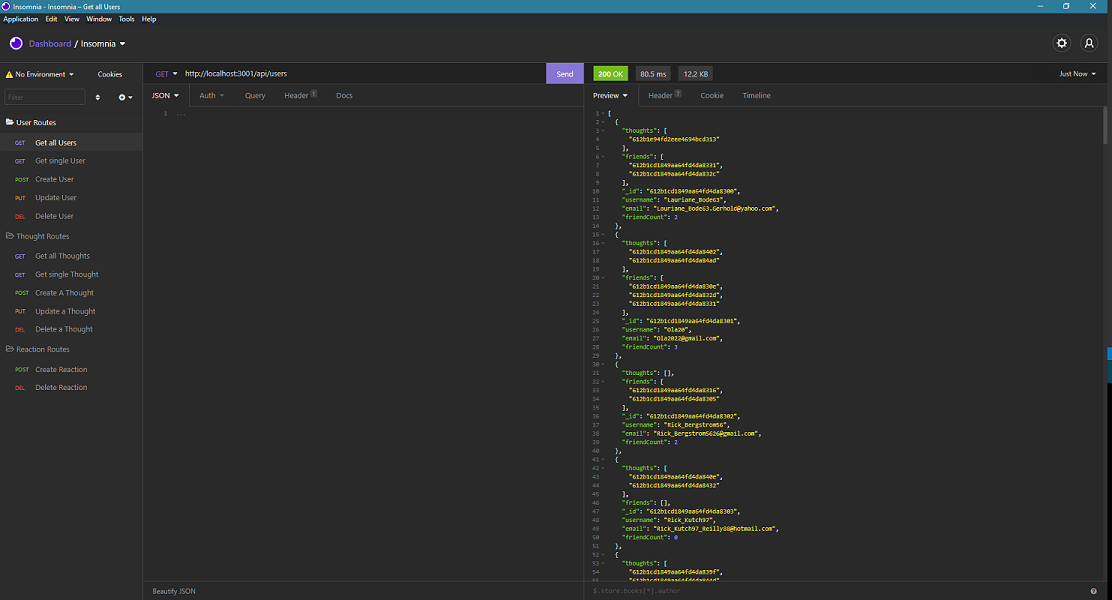 Insomnia - Insomnia – Get all Users
Application Edit View Window Tools Help
Dashboard / Insomnia
No Environment Cookies
GET http://localhost:3001/api/users Send
200 OK 80.5 ms 12.2 KB Just Now
Filter
JSON Auth Query Header 1 Docs
Preview Header 7 Cookie Timeline
User Routes
GET Get all Users
GET Get single User
POST Create User
PUT Update User
DEL Delete User
Thought Routes
GET Get all Thoughts
GET Get single Thought
POST Create A Thought
PUT Update a Thought
DEL Delete a Thought
Reaction Routes
POST Create Reaction
DEL Delete Reaction
1 ...
1 [
2 {
3 "thoughts": [
4 "612b1e94fd2eee4694bcd313"
5 ],
6 "friends": [
7 "612b1cd1849aa64fd4da8331",
8 "612b1cd1849aa64fd4da832c"
9 ],
10 "_id": "612b1cd1849aa64fd4da8300",
11 "username": "Lauriane_Bode63",
12 "email": "Lauriane_Bode63.Gerhold@yahoo.com",
13 "friendCount": 2
14 },
15 {
16 "thoughts": [
17 "612b1cd1849aa64fd4da8402",
18 "612b1cd1849aa64fd4da84ad"
19 ],
20 "friends": [
21 "612b1cd1849aa64fd4da830e",
22 "612b1cd1849aa64fd4da832d",
23 "612b1cd1849aa64fd4da8331"
24 ],
25 "_id": "612b1cd1849aa64fd4da8301",
26 "username": "Ola20",
27 "email": "Ola2022@gmail.com",
28 "friendCount": 3
29 },
30 {
31 "thoughts": [],
32 "friends": [
33 "612b1cd1849aa64fd4da8316",
34 "612b1cd1849aa64fd4da8305"
35 ],
36 "_id": "612b1cd1849aa64fd4da8302",
37 "username": "Rick_Bergstrom56",
38 "email": "Rick_Bergstrom5626@gmail.com",
39 "friendCount": 2
40 },
41 {
42 "thoughts": [
43 "612b1cd1849aa64fd4da840e",
44 "612b1cd1849aa64fd4da8432"
45 ],
46 "friends": [],
47 "_id": "612b1cd1849aa64fd4da8303",
48 "username": "Rick_Kutch97",
49 "email": "Rick_Kutch97_Reilly88@hotmail.com",
50 "friendCount": 0
51 },
52 {
53 "thoughts": [
54 "612b1cd1849aa64fd4da839f",
Beautify JSON
$.store.books[*].author